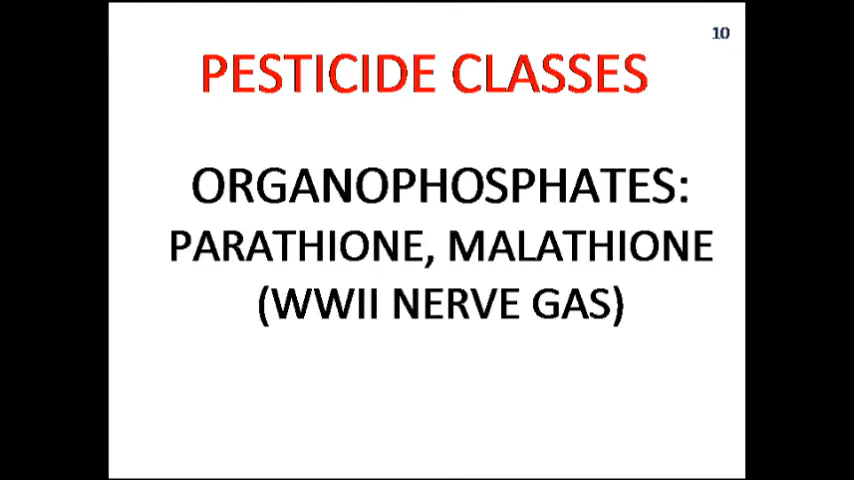 10
PESTICIDE CLASSES
ORGANOPHOSPHATES:
PARATHIONE, MALATHIONE
(WWII NERVE GAS)